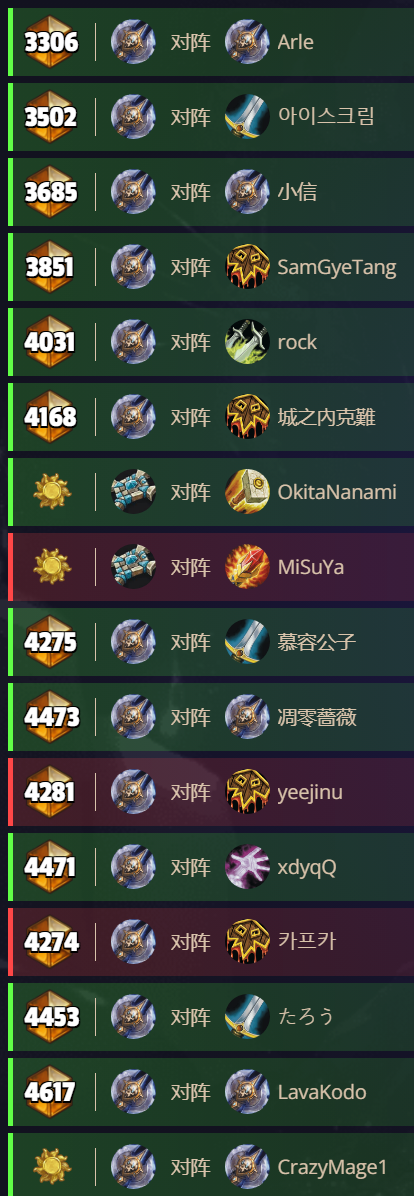 3306 对阵 Arle
3502 对阵 아이스크림
3685 对阵 小信
3851 对阵 SamGyeTang
4031 对阵 rock
4168 对阵 城之内克難
对阵 OkitaNanami
对阵 MiSuYa
4275 对阵 慕容公子
4473 对阵 凋零薔薇
4281 对阵 yeejinu
4471 对阵 xdyqQ
4274 对阵 카프카
4453 对阵 たろう
4617 对阵 LavaKodo
对阵 CrazyMage1